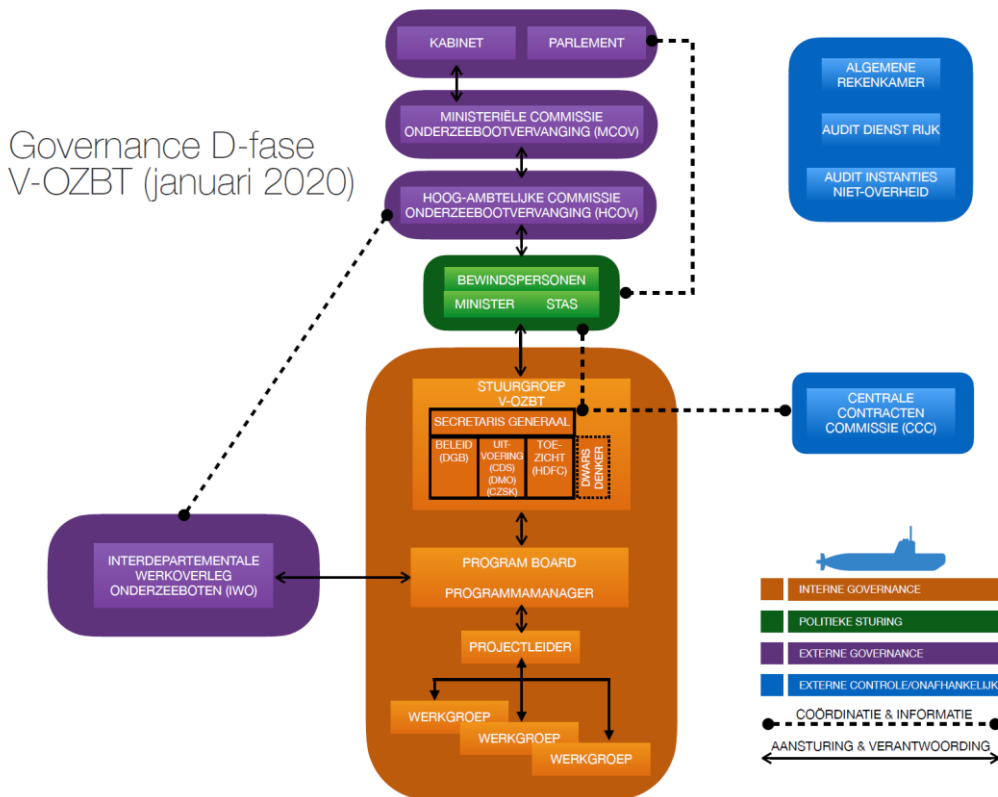 KABINET
PARLEMENT
ALGEMENE
REKENKAMER
AUDIT DIENST RIJK
AUDIT INSTANTIES
NIET-OVERHEID
MINISTERIËLE COMMISSIE
ONDERZEEBOOTVERVANGING (MCOV)
Governance D-fase
V-OZBT (januari 2020)
HOOG-AMBTELIJKE COMMISSIE
ONDERZEEBOOTVERVANGING (HCOV)
BEWINDSPERSONEN
MINISTER STAS
STUURGROEP
V-OZBT
SECRETARIS GENERAAL
BELEID
(DGB)
UIT-
VOERING
(CDS)
(DMO)
(CZSK)
TOE-
ZICHT
(HDFC)
DWARS
DENKER
CENTRALE
CONTRACTEN
COMMISSIE (CCC)
INTERDEPARTEMENTALE
WERKOVERLEG
ONDERZEEBOTEN (IWO)
PROGRAM BOARD
PROGRAMMAMANAGER
PROJECTLEIDER
WERKGROEP
WERKGROEP
WERKGROEP
INTERNE GOVERNANCE
POLITIEKE STURING
EXTERNE GOVERNANCE
EXTERNE CONTROLE/ONAFHANKELIJK
COÖRDINATIE & INFORMATIE
AANSTURING & VERANTWOORDING